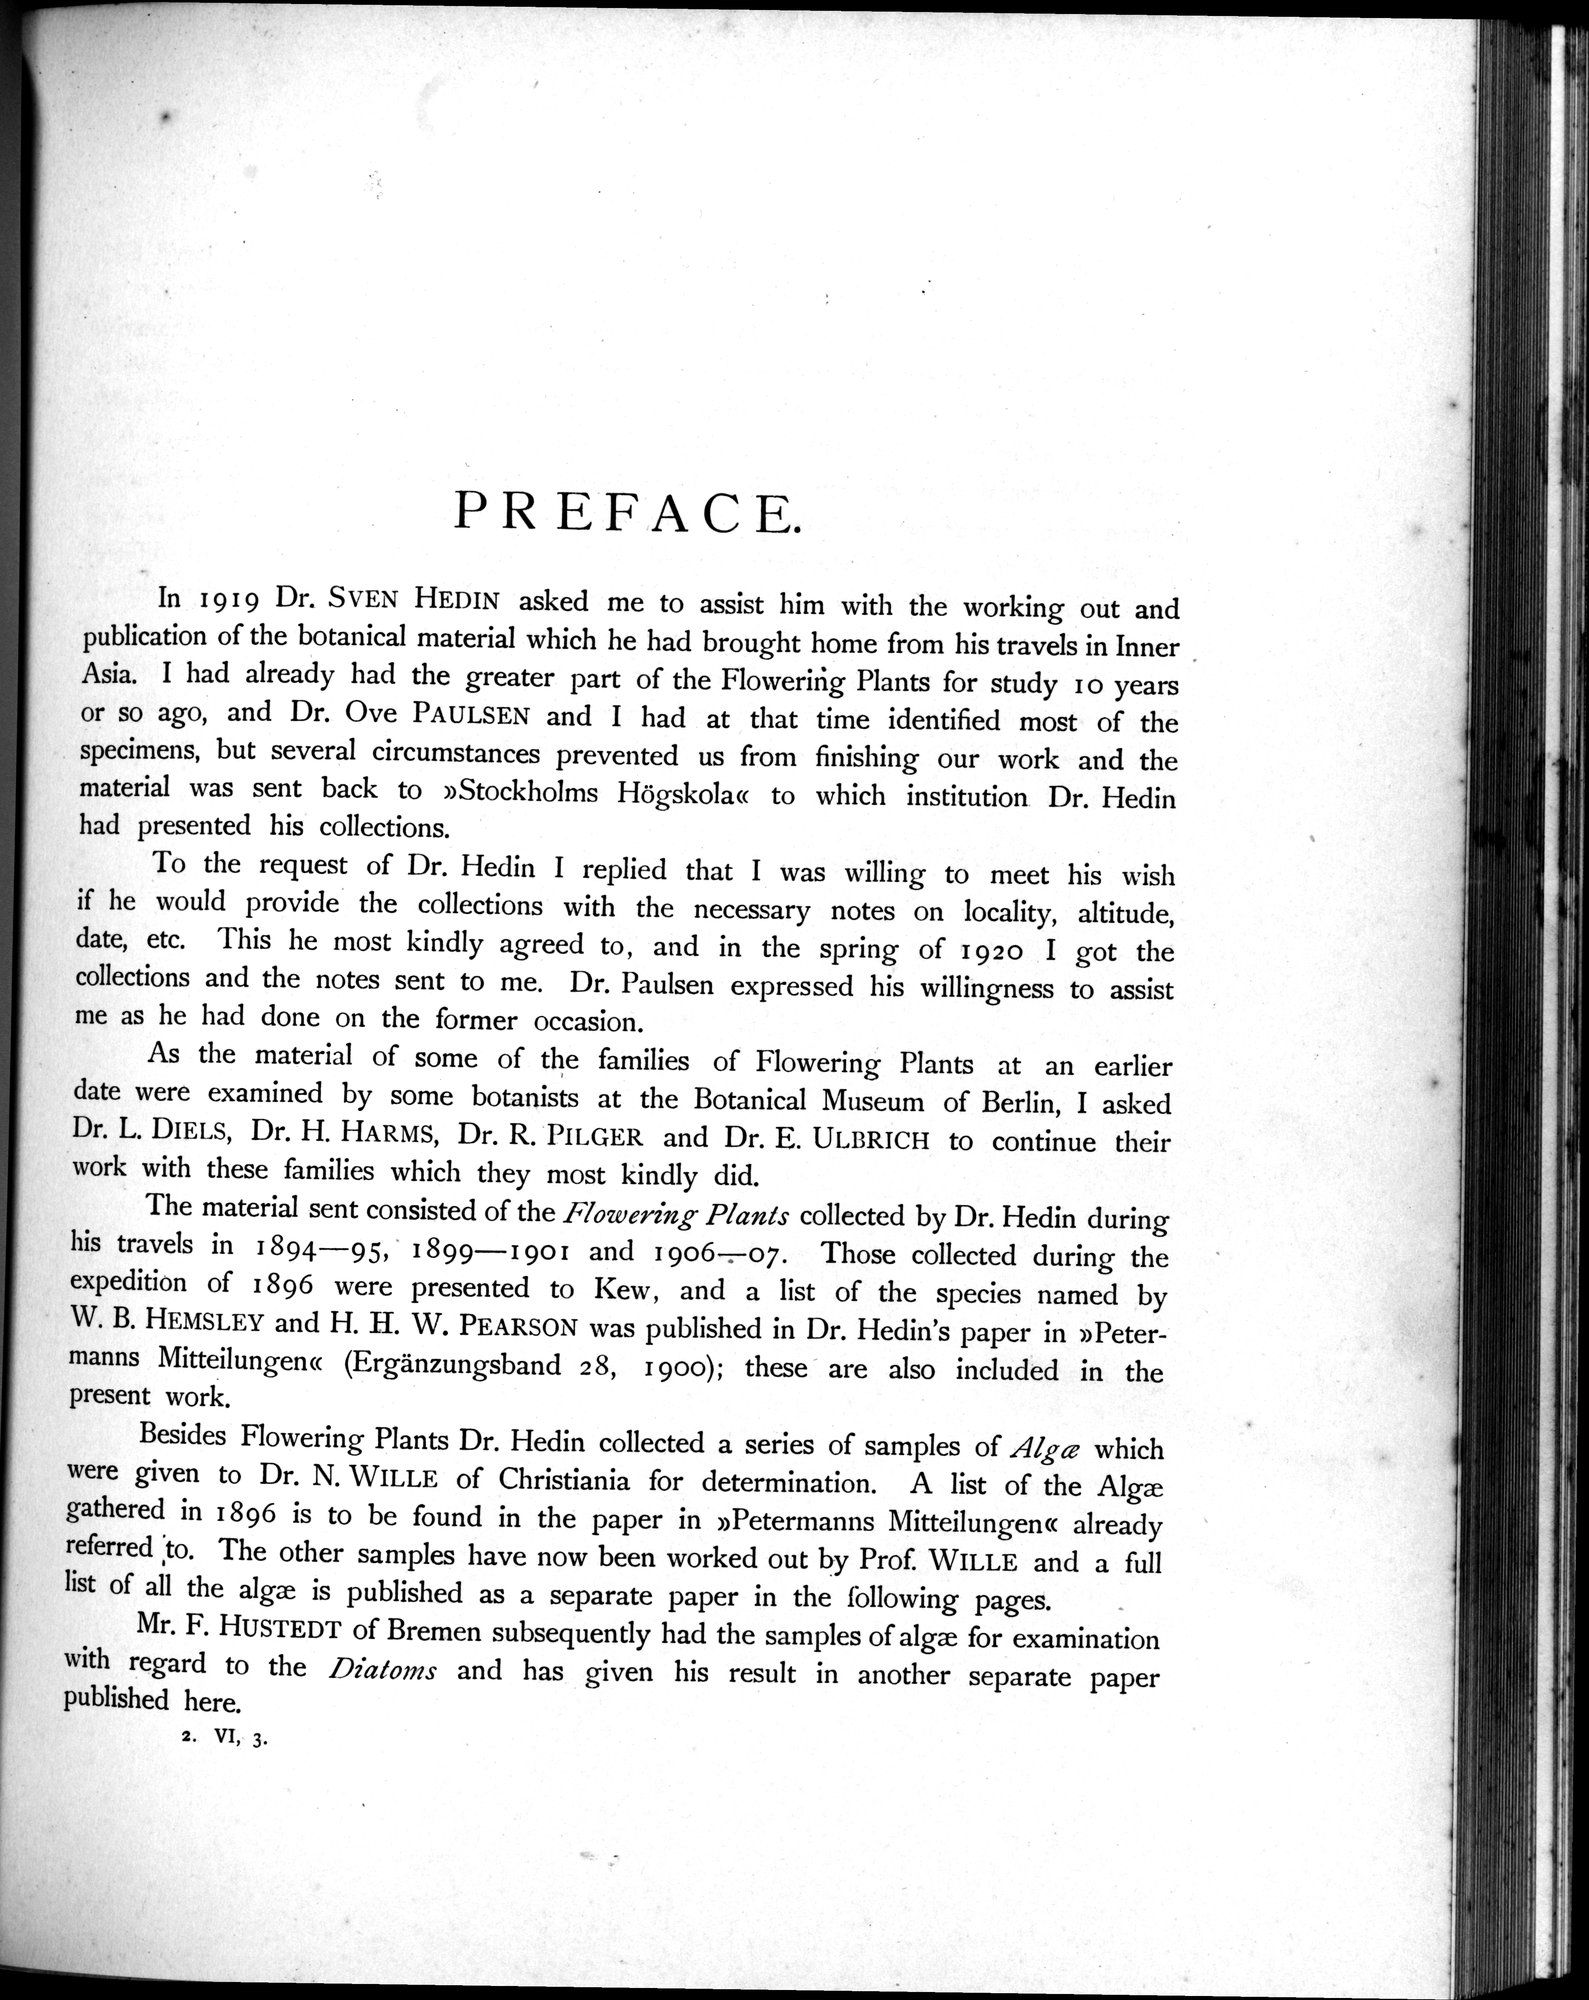 PREFACE.
In 1919 Dr. SVEN HEDIN asked me to assist him with the working out and
publication of the botanical material which he had brought home from his travels in Inner
Asia. I had already had the greater part of the Flowering Plants for study 10 years
or so ago, and Dr. Ove PAULSEN and I had at that time identified most of the
specimens, but several circumstances prevented us from finishing our work and the
material was sent back to »Stockholms Högskola« to which institution Dr. Hedin
had presented his collections.
To the request of Dr. Hedin I replied that I was willing to meet his wish
if he would provide the collections with the necessary notes on locality, altitude,
date, etc. This he most kindly agreed to, and in the spring of 1920 I got the
collections and the notes sent to me. Dr. Paulsen expressed his willingness to assist
me as he had done on the former occasion.
As the material of some of the families of Flowering Plants at an earlier
date were examined by some botanists at the Botanical Museum of Berlin, I asked
Dr. L. DIELS, Dr. H. HARMS, Dr. R. PILGER and Dr. E. ULBRICH to continue their
work with these families which they most kindly did.
The material sent consisted of the Flowering Plants collected by Dr. Hedin during
his travels in 1894—95, 1899—1901 and 1906—07. Those collected during the
expedition of 1896 were presented to Kew, and a list of the species named by
W. B. HEMSLEY and H. H. W. PEARSON was published in Dr. Hedin's paper in »Peter-
manns Mitteilungen« (Ergänzungsband 28, 1900); these are also included in the
present work.
Besides Flowering Plants Dr. Hedin collected a series of samples of Algæ which
were given to Dr. N. WILLE of Christiania for determination. A list of the Algæ
gathered in 1896 is to be found in the paper in »Petermanns Mitteilungen« already
referred to. The other samples have now been worked out by Prof. WILLE and a full
list of all the algæ is published as a separate paper in the following pages.
Mr. F. HUSTEDT of Bremen subsequently had the samples of algæ for examination
with regard to the Diatoms and has given his result in another separate paper
published here.
2. VI, 3.